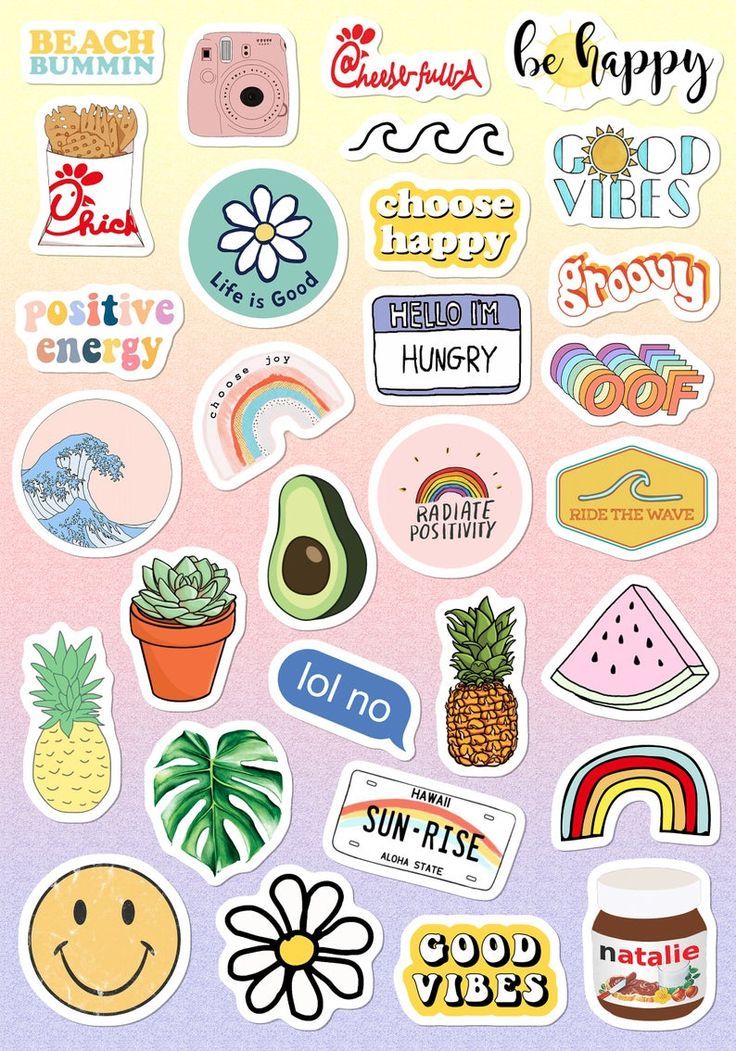 BEACH
BUMMIN
Cheese-full-A
be happy
Chick
Life is Good
choose
happy
GOOD
VIBES
positive
energy
choose joy
HELLO I'M
HUNGRY
groovy
OOF
RADIATE
POSITIVITY
RIDE THE WAVE
lol no
HAWAII
SUN-RISE
ALOHA STATE
GOOD
VIBES
natalie